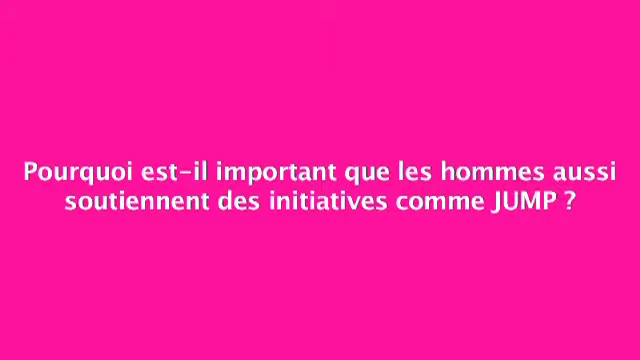 Pourquoi est-il important que les hommes aussi
soutiennent des initiatives comme JUMP ?